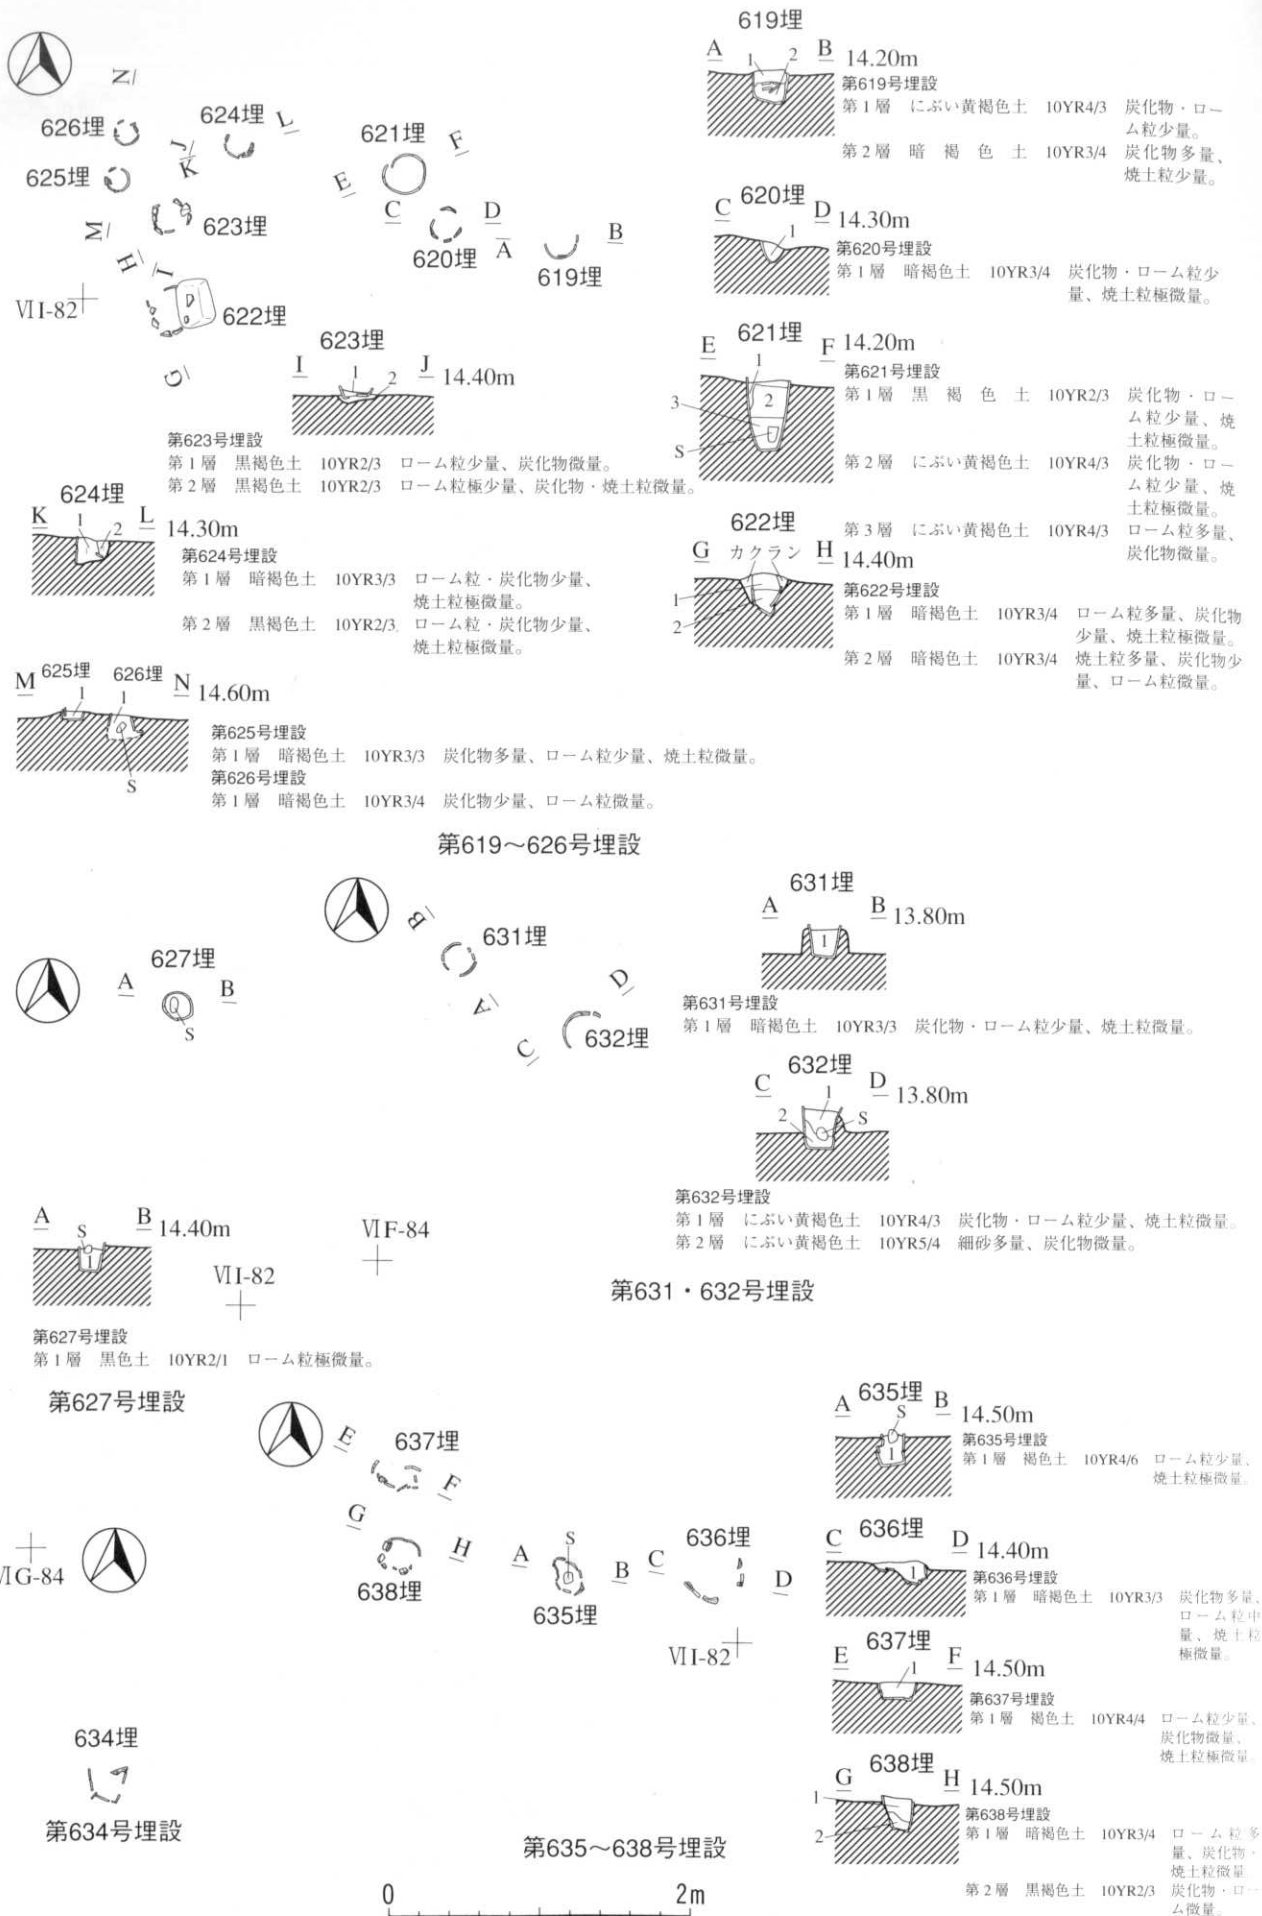 N
626埋
624埋
L
J
K
625埋
621埋
F
E
M
623埋
C
D
620埋
A
B
619埋
H
I
ⅦI-82
622埋
G
619埋
A
B
14.20m
1
2
第619号埋設
第1層 にぶい黄褐色土 10YR4/3 炭化物・ロー
ム粒少量。
第2層 暗褐色土 10YR3/4 炭化物多量、
焼土粒少量。
620埋
C
D
14.30m
1
第620号埋設
第1層 暗褐色土 10YR3/4 炭化物・ローム粒少
量、焼土粒極微量。
621埋
E
F
14.20m
1
2
3
S
第621号埋設
第1層 黒褐色土 10YR2/3 炭化物・ロー
ム粒少量、焼
土粒極微量。
第2層 にぶい黄褐色土 10YR4/3 炭化物・ロー
ム粒少量、焼
土粒極微量。
第3層 にぶい黄褐色土 10YR4/3 ローム粒多量、
炭化物微量。
622埋
G
カクラン
H
14.40m
1
2
第622号埋設
第1層 暗褐色土 10YR3/4 ローム粒多量、炭化物
少量、焼土粒極微量。
第2層 暗褐色土 10YR3/4 焼土粒多量、炭化物少
量、ローム粒微量。
623埋
I
J
14.40m
1
2
第623号埋設
第1層 黒褐色土 10YR2/3 ローム粒少量、炭化物微量。
第2層 黒褐色土 10YR2/3 ローム粒極少量、炭化物・焼土粒微量。
624埋
K
L
14.30m
1
2
第624号埋設
第1層 暗褐色土 10YR3/3 ローム粒・炭化物少量、
焼土粒極微量。
第2層 黒褐色土 10YR2/3 ローム粒・炭化物少量、
焼土粒極微量。
M
625埋
626埋
N
14.60m
1
1
S
第625号埋設
第1層 暗褐色土 10YR3/3 炭化物多量、ローム粒少量、焼土粒微量。
第626号埋設
第1層 暗褐色土 10YR3/4 炭化物少量、ローム粒微量。
第619～626号埋設
627埋
A
B
S
A
B
14.40m
S
1
ⅦI-82
第627号埋設
第1層 黒色土 10YR2/1 ローム粒極微量。
第627号埋設
B
631埋
A
D
C
632埋
ⅥF-84
631埋
A
B
13.80m
1
第631号埋設
第1層 暗褐色土 10YR3/3 炭化物・ローム粒少量、焼土粒微量。
632埋
C
D
13.80m
1
2
S
第632号埋設
第1層 にぶい黄褐色土 10YR4/3 炭化物・ローム粒少量、焼土粒微量。
第2層 にぶい黄褐色土 10YR5/4 細砂多量、炭化物微量。
第631・632号埋設
ⅥG-84
634埋
第634号埋設
E
637埋
F
G
H
638埋
A
S
B
635埋
C
636埋
D
ⅦI-82
635埋
A
S
B
14.50m
1
第635号埋設
第1層 褐色土 10YR4/6 ローム粒少量、
焼土粒極微量。
636埋
C
D
14.40m
1
第636号埋設
第1層 暗褐色土 10YR3/3 炭化物多量、
ローム粒中
量、焼土粒
極微量。
637埋
E
F
14.50m
1
第637号埋設
第1層 褐色土 10YR4/4 ローム粒少量、
炭化物微量、
焼土粒極微量。
638埋
G
H
14.50m
1
2
第638号埋設
第1層 暗褐色土 10YR3/4 ローム粒多
量、炭化物・
焼土粒微量。
第2層 黒褐色土 10YR2/3 炭化物・ロー
ム微量。
第635～638号埋設
0
2m